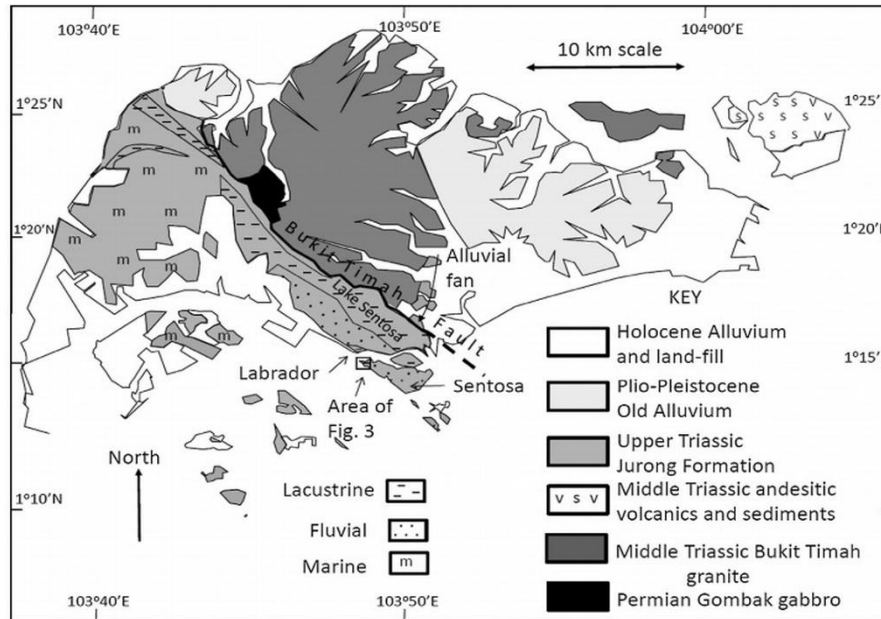 103°40′E
103°50′E
104°00′E
10 km scale
1°25′N
1°25′N
s s v
s s s s v
v v
s s v
m
m
m m
m
m
m
m m
m
m m
1°20′N
1°20′N
Bukit Timah
Fault
Lake Sentosa
Alluvial
fan
KEY
Labrador
Area of
Fig. 3
Sentosa
1°15′N
North
1°10′N
Lacustrine
Fluvial
Marine
m
Holocene Alluvium
and land-fill
Plio-Pleistocene
Old Alluvium
Upper Triassic
Jurong Formation
v s v
Middle Triassic andesitic
volcanics and sediments
Middle Triassic Bukit Timah
granite
Permian Gombak gabbro
103°40′E
103°50′E